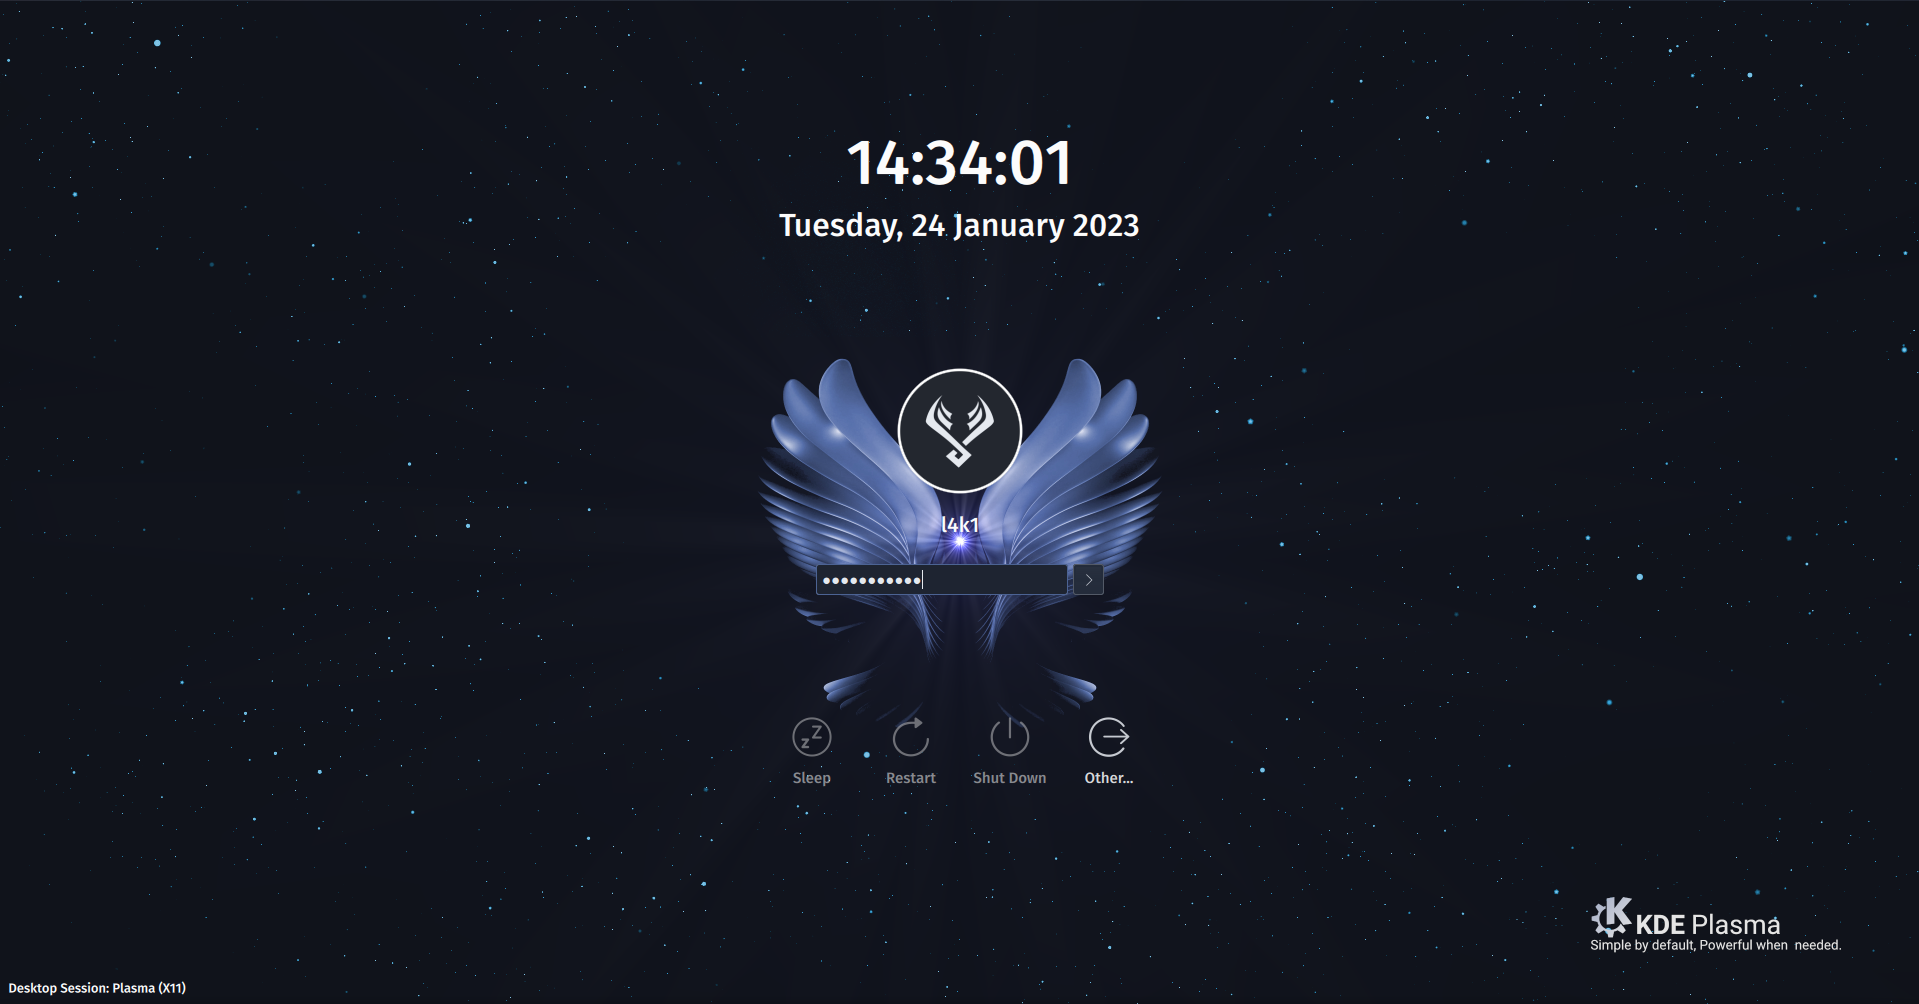 14:34:01
Tuesday, 24 January 2023
l4k1
Sleep
Restart
Shut Down
Other...
KDE Plasma
Simple by default, Powerful when needed.
Desktop Session: Plasma (X11)